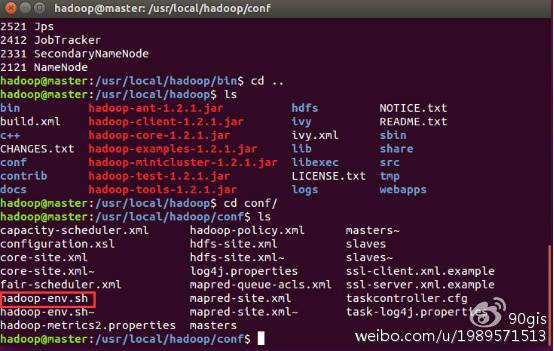 hadoop@master: /usr/local/hadoop/conf
2521 Jps
2412 JobTracker
2331 SecondaryNameNode
2121 NameNode
hadoop@master:/usr/local/hadoop/bin$ cd ..
hadoop@master:/usr/local/hadoop$ ls
bin hadoop-ant-1.2.1.jar hdfs NOTICE.txt
build.xml hadoop-client-1.2.1.jar ivy README.txt
c++ hadoop-core-1.2.1.jar ivy.xml sbin
CHANGES.txt hadoop-examples-1.2.1.jar lib share
conf hadoop-minicluster-1.2.1.jar libexec src
contrib hadoop-test-1.2.1.jar LICENSE.txt tmp
docs hadoop-tools-1.2.1.jar logs webapps
hadoop@master:/usr/local/hadoop$ cd conf/
hadoop@master:/usr/local/hadoop/conf$ ls
capacity-scheduler.xml hadoop-policy.xml masters~
configuration.xsl hdfs-site.xml slaves
core-site.xml hdfs-site.xml~ slaves~
core-site.xml~ log4j.properties ssl-client.xml.example
fair-scheduler.xml mapred-queue-acls.xml ssl-server.xml.example
hadoop-env.sh mapred-site.xml taskcontroller.cfg
hadoop-env.sh~ mapred-site.xml~ task-log4j.properties
hadoop-metrics2.properties masters
hadoop@master:/usr/local/hadoop/conf$
90gis
weibo.com/u/1989571513